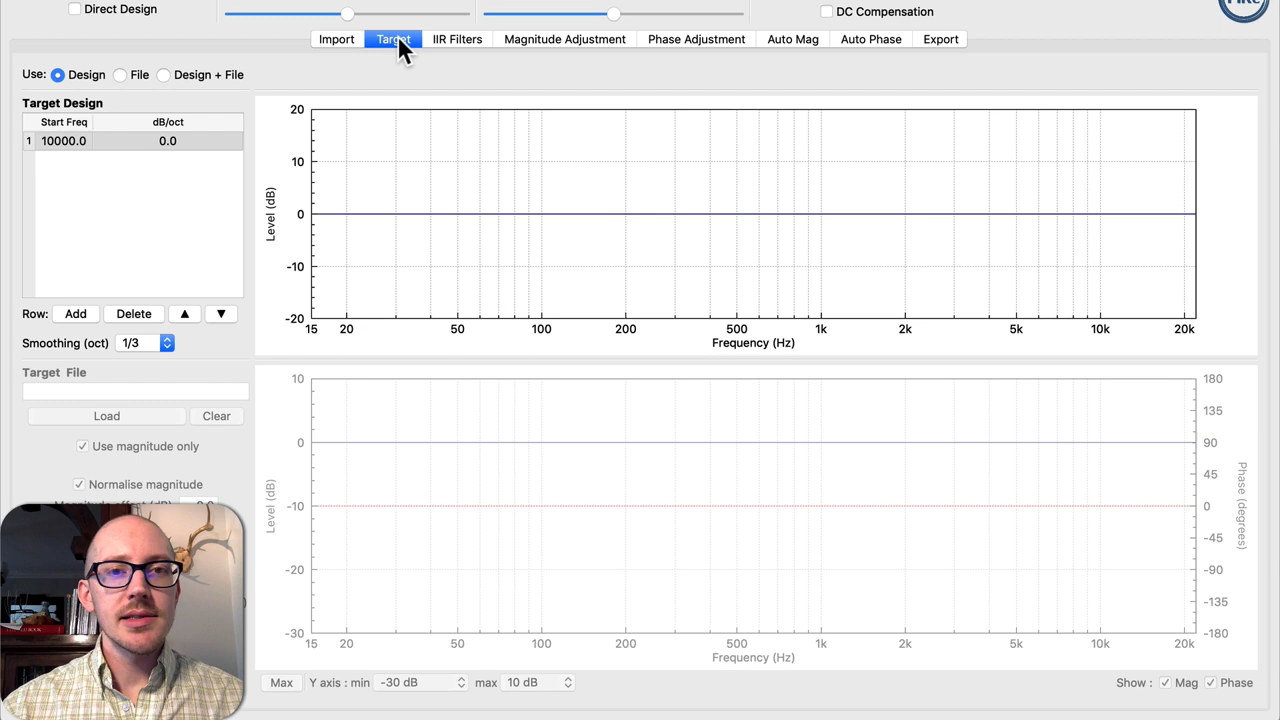 Direct Design
DC Compensation
FIRe
Import Target IIR Filters Magnitude Adjustment Phase Adjustment Auto Mag Auto Phase Export
Use: Design File Design + File
Target Design
Start Freq dB/oct
1 10000.0 0.0
Row: Add Delete ▲ ▼
Smoothing (oct) 1/3
Target File
Load Clear
Use magnitude only
Normalise magnitude
20
10
0
-10
-20
Level (dB)
15 20 50 100 200 500 1k 2k 5k 10k 20k
Frequency (Hz)
10
0
-10
-20
-30
Level (dB)
180
135
90
45
0
-45
-90
-135
-180
Phase (degrees)
15 20 50 100 200 500 1k 2k 5k 10k 20k
Frequency (Hz)
Max Y axis : min -30 dB max 10 dB Show : Mag Phase